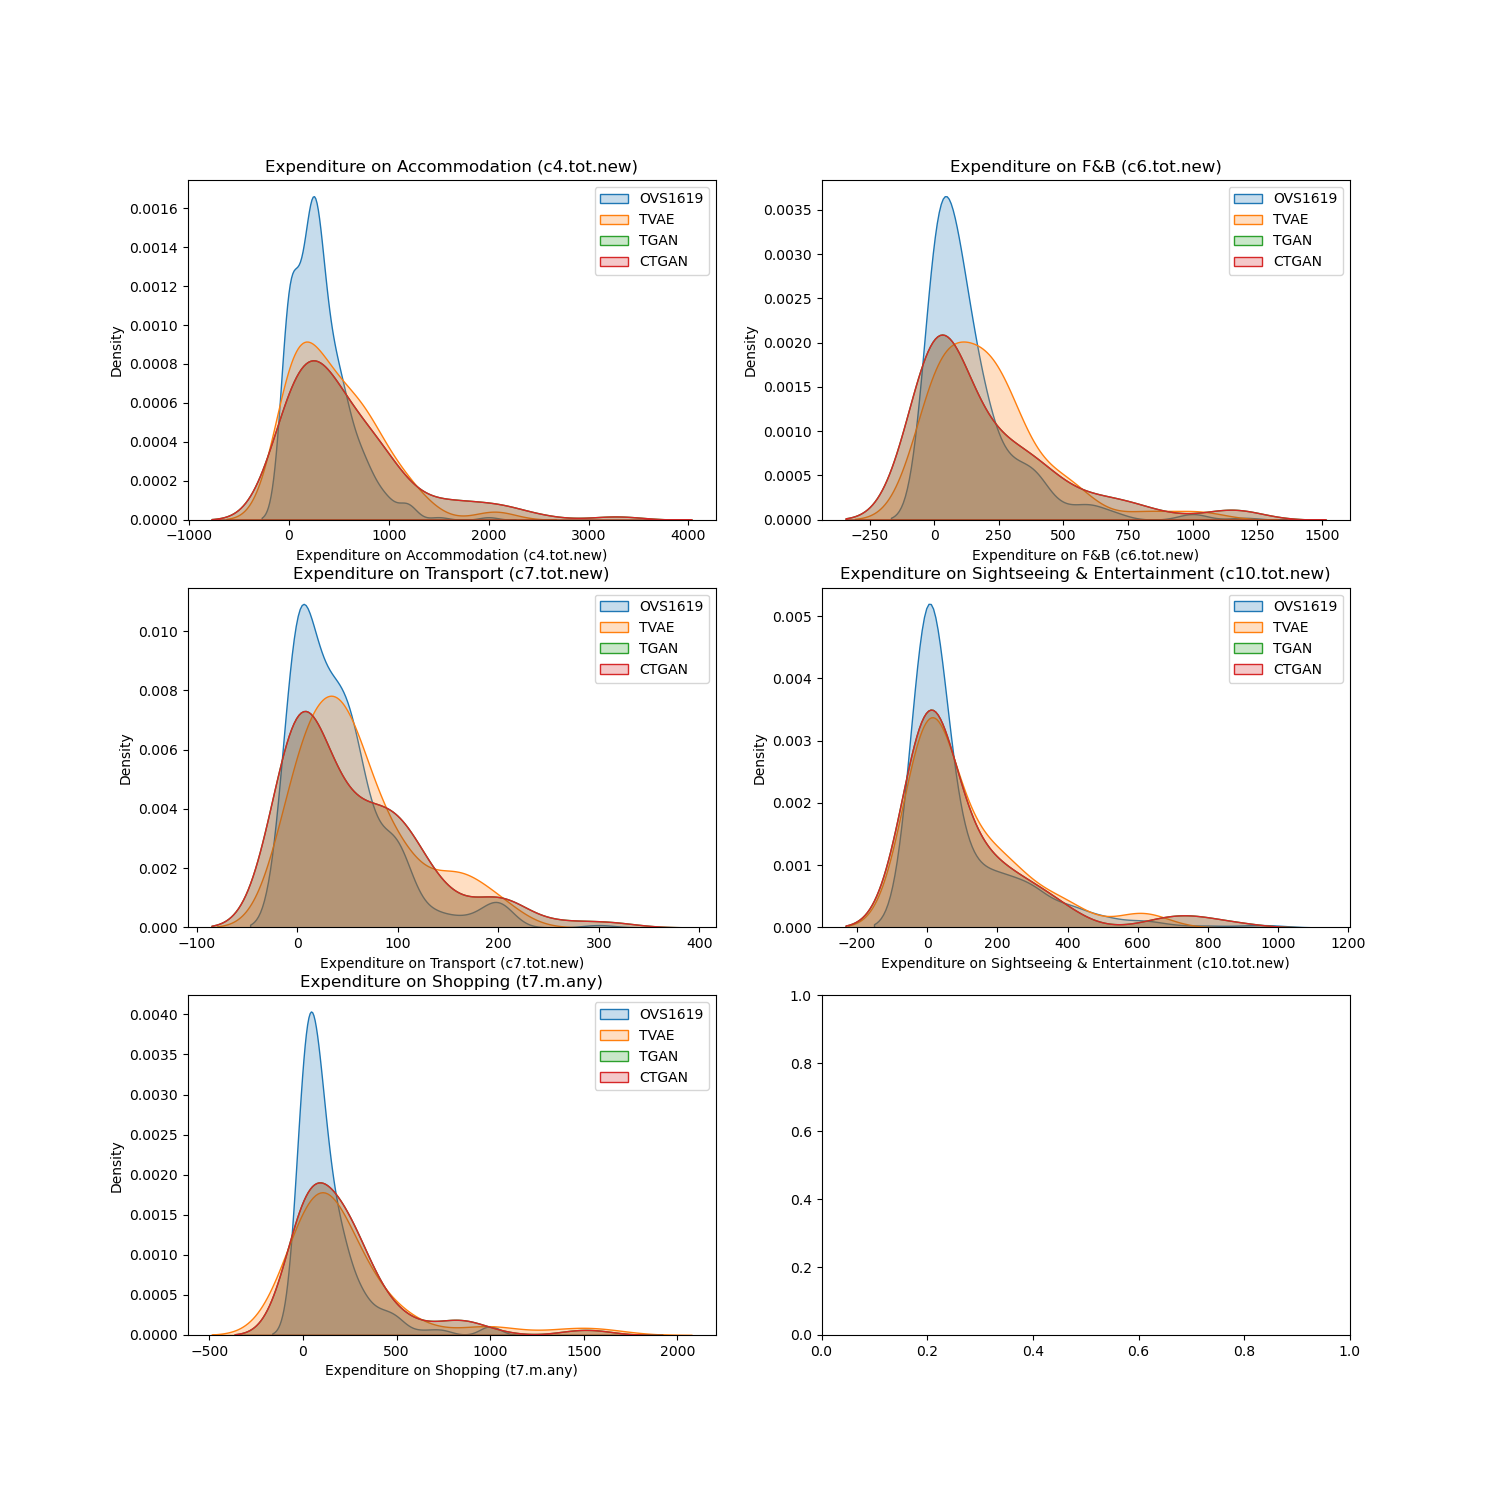 Expenditure on Accommodation (c4.tot.new)
0.0016
0.0014
0.0012
0.0010
0.0008
0.0006
0.0004
0.0002
0.0000
Density
OVS1619
TVAE
TGAN
CTGAN
−1000 0 1000 2000 3000 4000
Expenditure on Accommodation (c4.tot.new)
Expenditure on F&B (c6.tot.new)
0.0035
0.0030
0.0025
0.0020
0.0015
0.0010
0.0005
0.0000
Density
OVS1619
TVAE
TGAN
CTGAN
−250 0 250 500 750 1000 1250 1500
Expenditure on F&B (c6.tot.new)
Expenditure on Transport (c7.tot.new)
0.010
0.008
0.006
0.004
0.002
0.000
Density
OVS1619
TVAE
TGAN
CTGAN
−100 0 100 200 300 400
Expenditure on Transport (c7.tot.new)
Expenditure on Sightseeing & Entertainment (c10.tot.new)
0.005
0.004
0.003
0.002
0.001
0.000
Density
OVS1619
TVAE
TGAN
CTGAN
−200 0 200 400 600 800 1000 1200
Expenditure on Sightseeing & Entertainment (c10.tot.new)
Expenditure on Shopping (t7.m.any)
0.0040
0.0035
0.0030
0.0025
0.0020
0.0015
0.0010
0.0005
0.0000
Density
OVS1619
TVAE
TGAN
CTGAN
−500 0 500 1000 1500 2000
Expenditure on Shopping (t7.m.any)
1.0
0.8
0.6
0.4
0.2
0.0
0.0 0.2 0.4 0.6 0.8 1.0